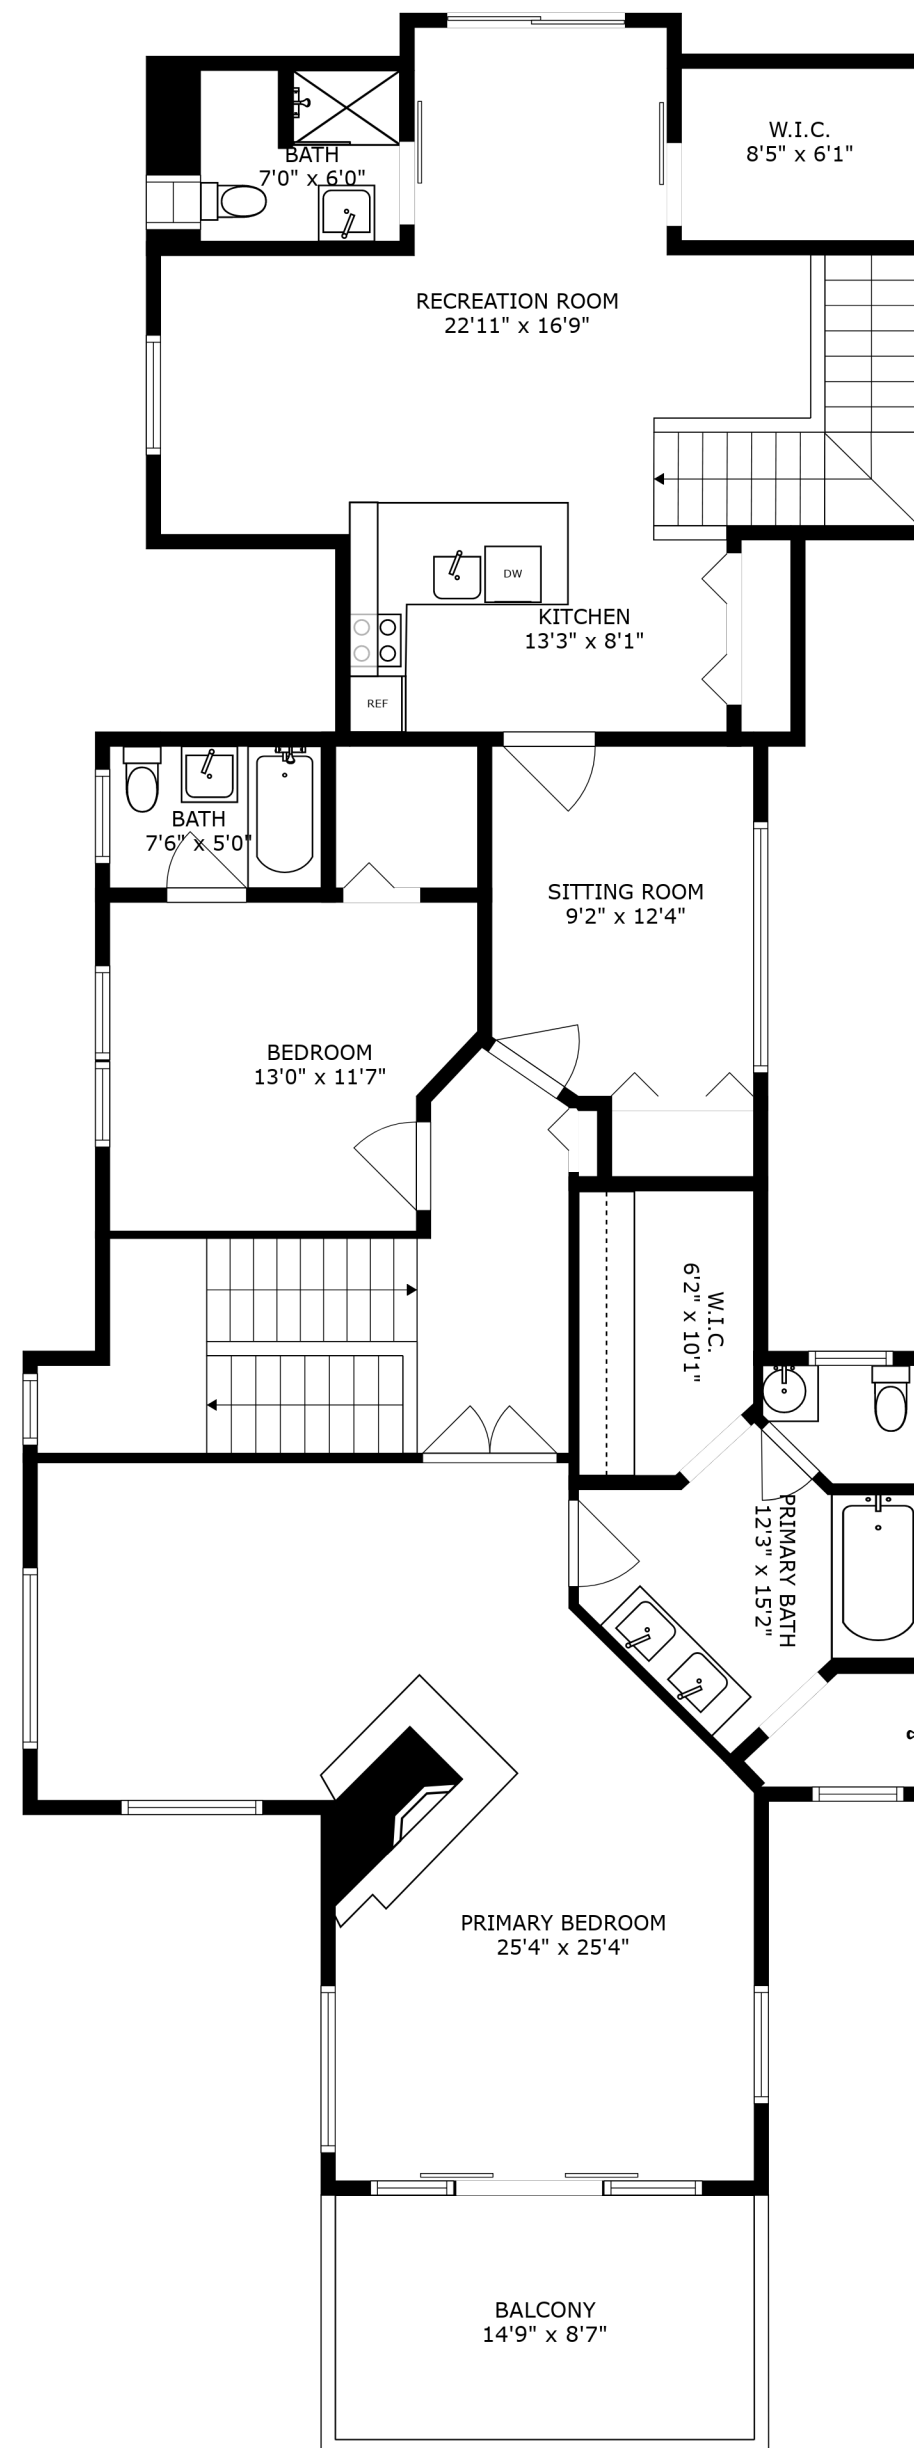 W.I.C.
8'5" x 6'1"
BATH
7'0" x 6'0"
RECREATION ROOM
22'11" x 16'9"
DW
KITCHEN
13'3" x 8'1"
REF
BATH
7'6" x 5'0"
SITTING ROOM
9'2" x 12'4"
BEDROOM
13'0" x 11'7"
W.I.C.
6'2" x 10'1"
PRIMARY BATH
12'3" x 15'2"
PRIMARY BEDROOM
25'4" x 25'4"
BALCONY
14'9" x 8'7"